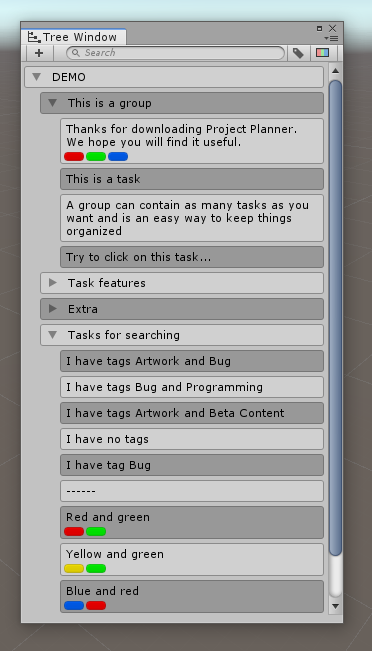 Tree Window
Search
DEMO
This is a group
Thanks for downloading Project Planner.
We hope you will find it useful.
This is a task
A group can contain as many tasks as you
want and is an easy way to keep things
organized
Try to click on this task...
Task features
Extra
Tasks for searching
I have tags Artwork and Bug
I have tags Bug and Programming
I have tags Artwork and Beta Content
I have no tags
I have tag Bug
------
Red and green
Yellow and green
Blue and red